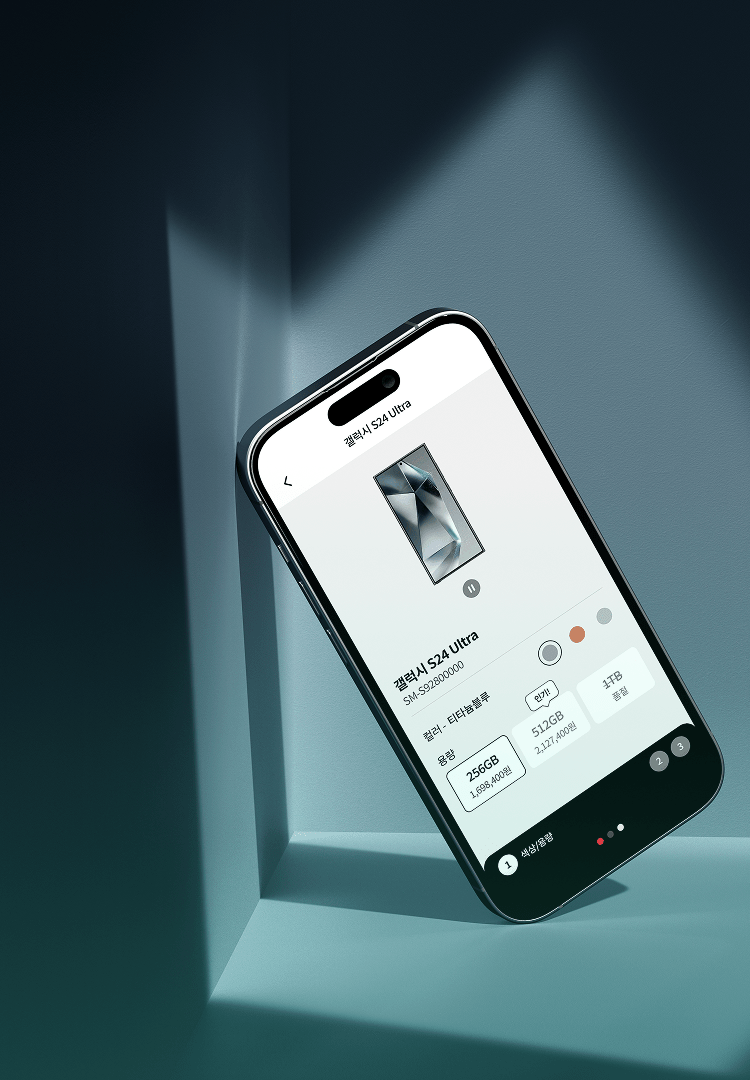 갤럭시 S24 Ultra
갤럭시 S24 Ultra
SM-S92800000
컬러 - 티타늄블루
용량
인기!
256GB
1,698,400원
512GB
2,127,400원
1TB
품절
1 색상/용량
2
3